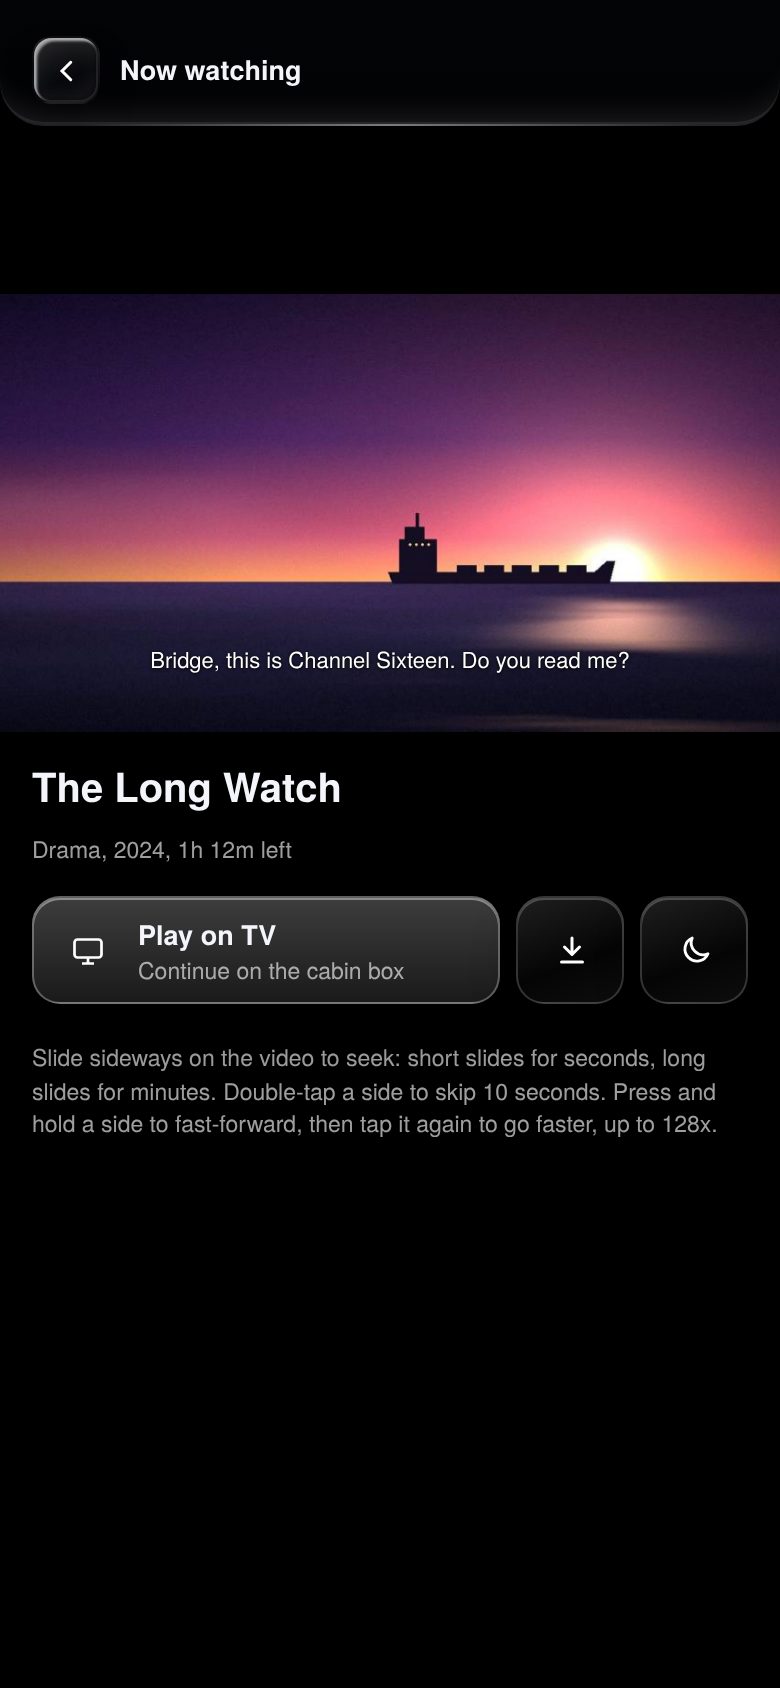 Now watching
Bridge, this is Channel Sixteen. Do you read me?
The Long Watch
Drama, 2024, 1h 12m left
Play on TV
Continue on the cabin box
Slide sideways on the video to seek: short slides for seconds, long
slides for minutes. Double-tap a side to skip 10 seconds. Press and
hold a side to fast-forward, then tap it again to go faster, up to 128x.